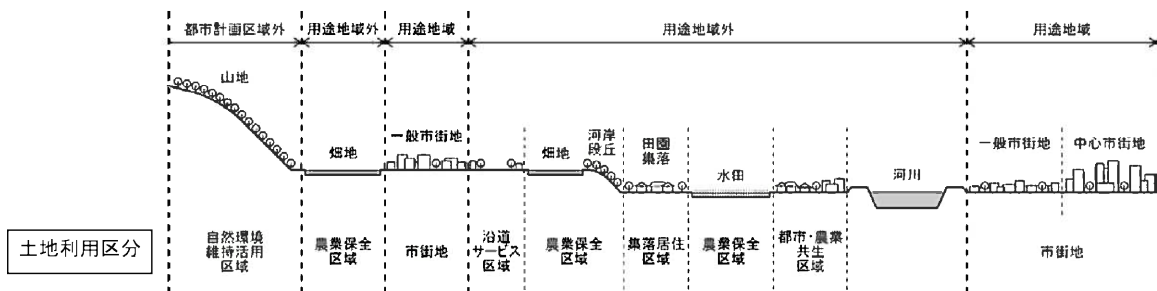 都市計画区域外 用途地域外 用途地域 用途地域外 用途地域
山地
畑地
一般市街地
畑地
河岸
段丘
田園
集落
水田
河川
一般市街地
中心市街地
土地利用区分
自然環境
維持活用
区域
農業保全
区域
市街地
沿道
サービス
区域
農業保全
区域
集落居住
区域
農業保全
区域
都市・農業
共生
区域
市街地